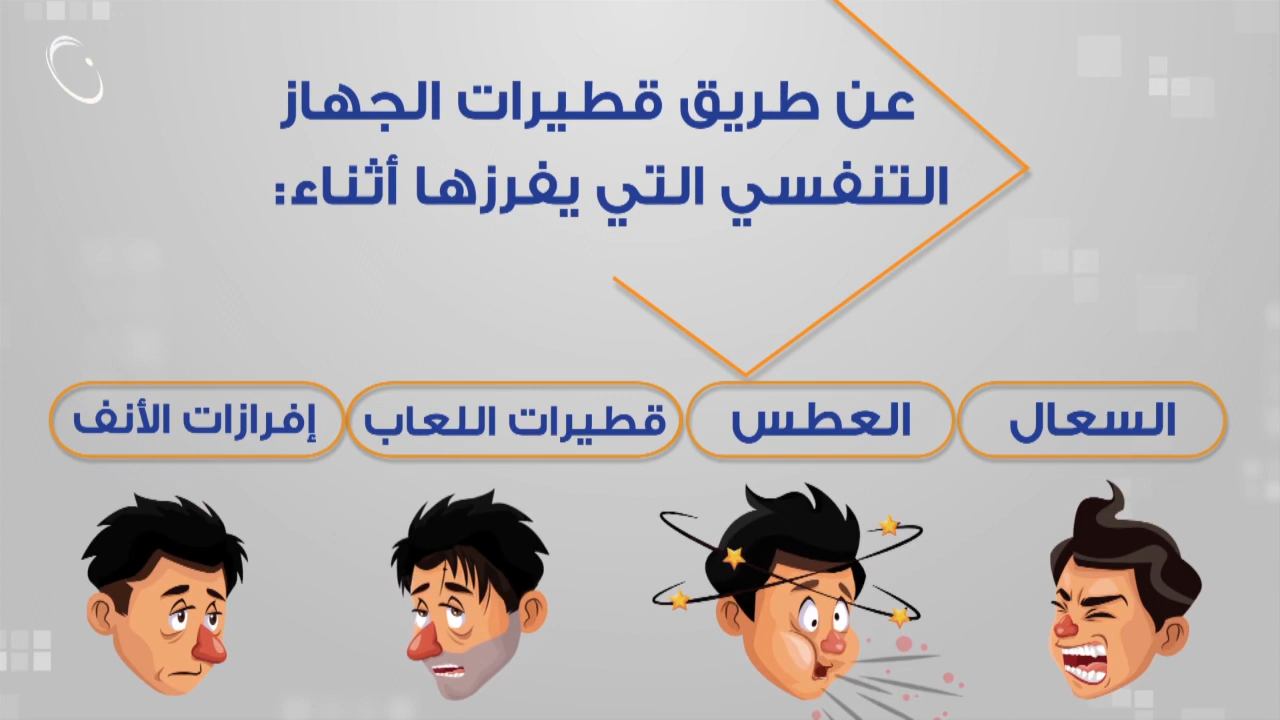 عن طريق قطيرات الجهاز
التنفسي التي يفرزها أثناء:
السعال
العطس
قطيرات اللعاب
إفرازات الأنف